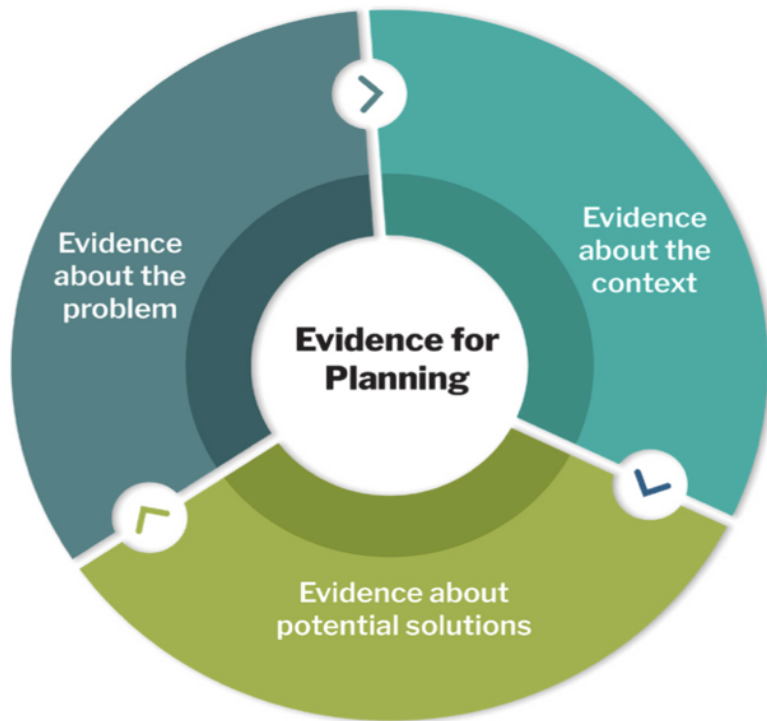 Evidence
about the
problem
Evidence
about the
context
Evidence for
Planning
Evidence about
potential solutions